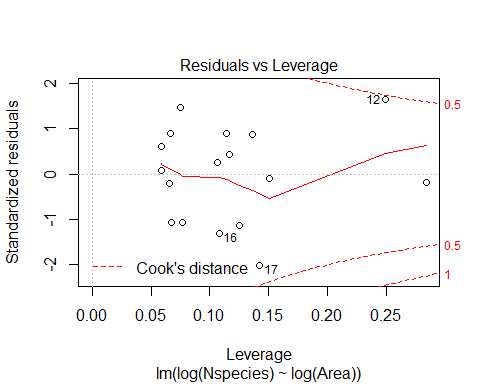 Residuals vs Leverage
Standardized residuals
2
1
0
-1
-2
12
16
17
0.5
0.5
1
Cook's distance
0.00 0.05 0.10 0.15 0.20 0.25
Leverage
lm(log(Nspecies) ~ log(Area))